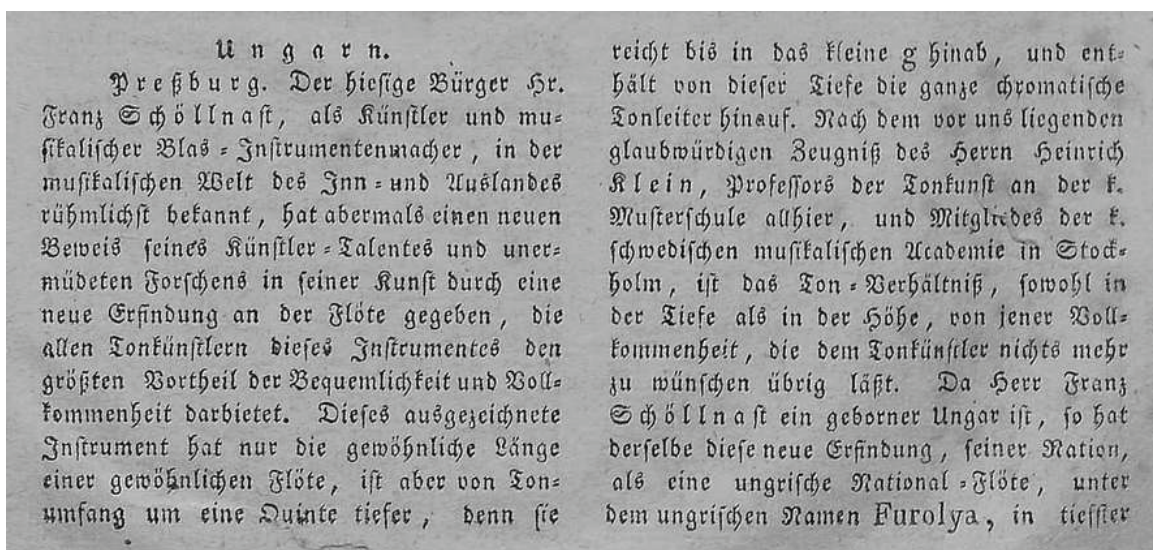 Ungarn.
Preßburg. Der hiesige Bürger Hr.
Franz Schöllnast, als Künstler und mu=
sikalischer Blas=Instrumentenmacher, in der
musikalischen Welt des Inn=und Auslandes
rühmlichst bekannt, hat abermals einen neuen
Beweis seines Künstler=Talentes und uner=
müdeten Forschens in seiner Kunst durch eine
neue Erfindung an der Flöte gegeben, die
allen Tonkünstlern dieses Instrumentes den
größten Vortheil der Bequemlichkeit und Voll=
kommenheit darbietet. Dieses ausgezeichnete
Instrument hat nur die gewöhnliche Länge
einer gewöhnlichen Flöte, ist aber von Ton=
umfang um eine Quinte tiefer, denn sie
reicht bis in das kleine g hinab, und ent=
hält von dieser Tiefe die ganze chromatische
Tonleiter hinauf. Nach dem vor uns liegenden
glaubwürdigen Zeugniß des Herrn Heinrich
Klein, Professors der Tonkunst an der k.
Musterschule allhier, und Mitgliedes der k.
schwedischen musikalischen Academie in Stock=
holm, ist das Ton=Verhältniß, sowohl in
der Tiefe als in der Höhe, von jener Voll=
kommenheit, die dem Tonkünstler nichts mehr
zu wünschen übrig läßt. Da Herr Franz
Schöllnast ein geborner Ungar ist, so hat
derselbe diese neue Erfindung, seiner Nation,
als eine ungrische National=Flöte, unter
dem ungrischen Namen Furolya, in tiefster